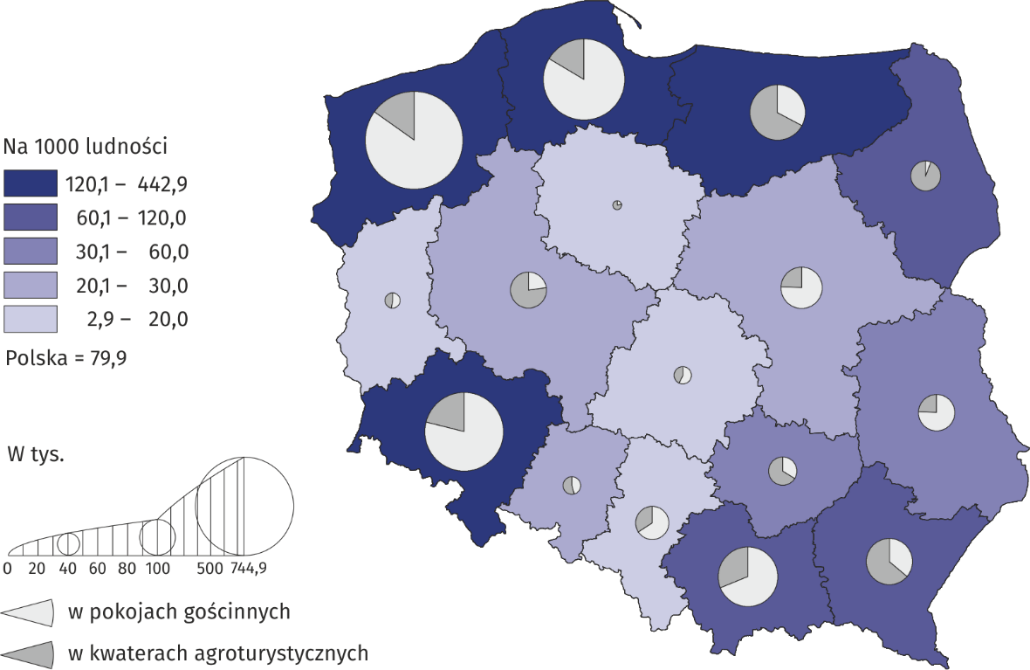 Na 1000 ludności
120,1 – 442,9
60,1 – 120,0
30,1 – 60,0
20,1 – 30,0
2,9 – 20,0
Polska = 79,9
W tys.
0 20 40 60 80 100 500 744,9
w pokojach gościnnych
w kwaterach agroturystycznych